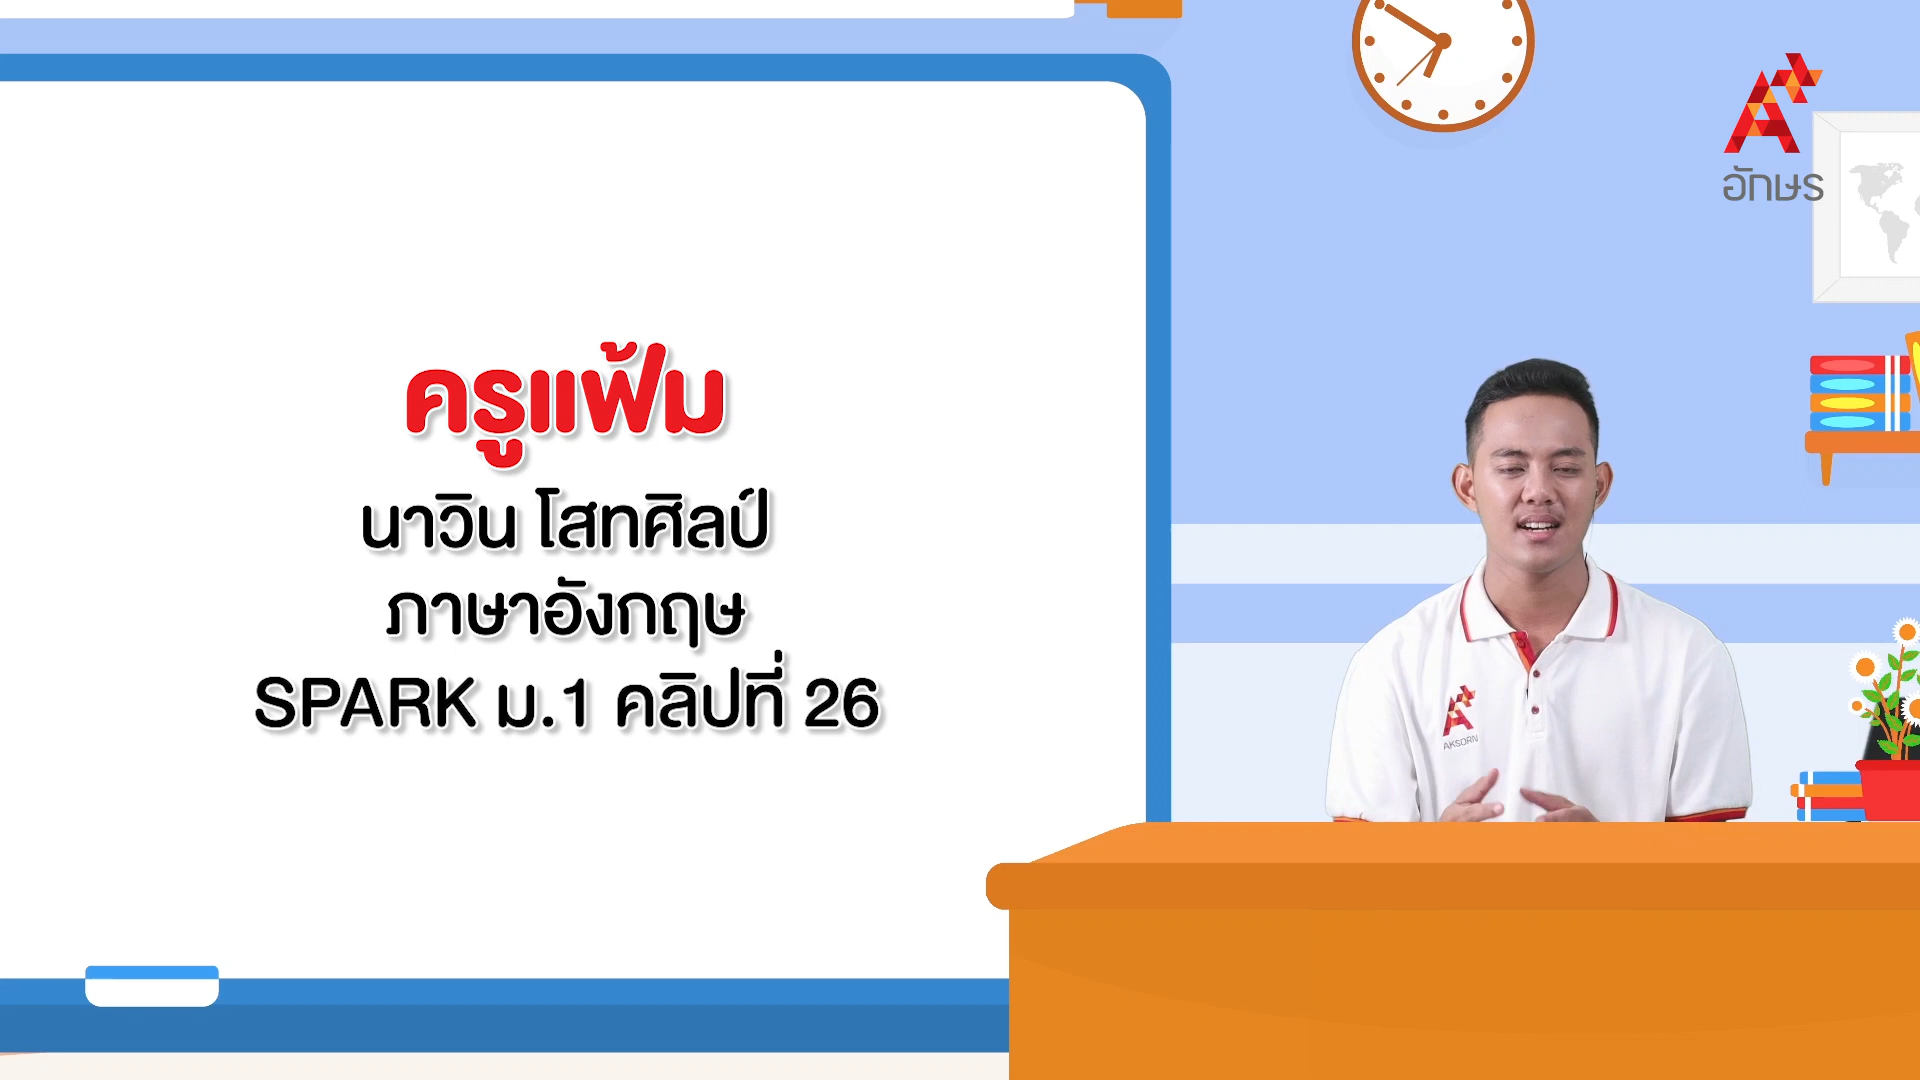 ครูแฟ้ม
นาวิน โสทศิลป์
ภาษาอังกฤษ
SPARK ม.1 คลิปที่ 26
อักษร
AKSORN